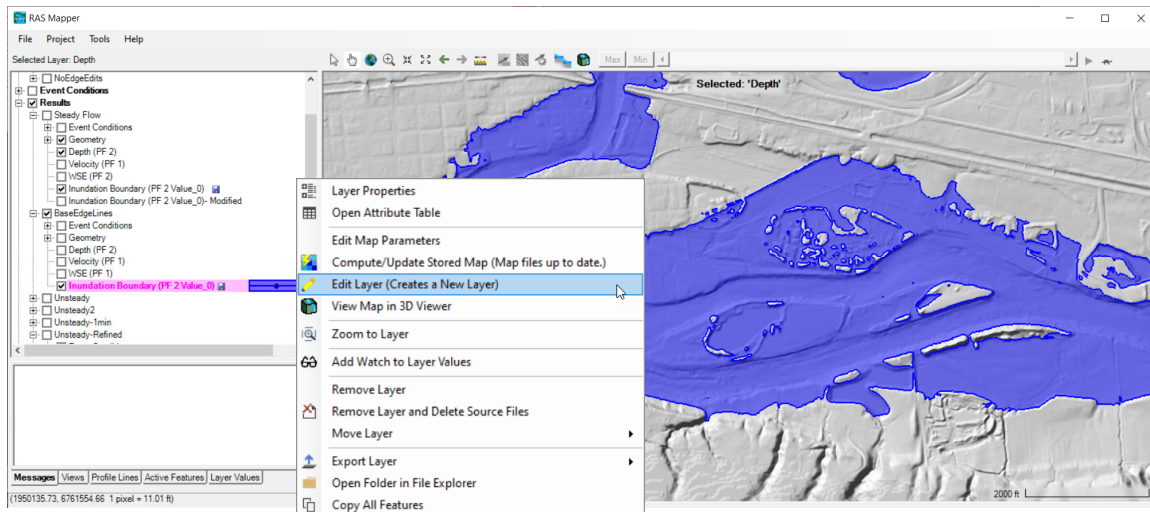 RAS Mapper
File Project Tools Help
Selected Layer: Depth
Max Min
NoEdgeEdits
Event Conditions
Results
Steady Flow
Event Conditions
Geometry
Depth (PF 2)
Velocity (PF 1)
WSE (PF 2)
Inundation Boundary (PF 2 Value_0)
Inundation Boundary (PF 2 Value_0)- Modified
BaseEdgeLines
Event Conditions
Geometry
Depth (PF 2)
Velocity (PF 1)
WSE (PF 1)
Inundation Boundary (PF 2 Value_0)
Unsteady
Unsteady2
Unsteady-1min
Unsteady-Refined
Messages Views Profile Lines Active Features Layer Values
(1950135.73, 6761554.66 1 pixel = 11.01 ft)
Layer Properties
Open Attribute Table
Edit Map Parameters
Compute/Update Stored Map (Map files up to date.)
Edit Layer (Creates a New Layer)
View Map in 3D Viewer
Zoom to Layer
Add Watch to Layer Values
Remove Layer
Remove Layer and Delete Source Files
Move Layer
Export Layer
Open Folder in File Explorer
Copy All Features
Selected: 'Depth'
2000 ft